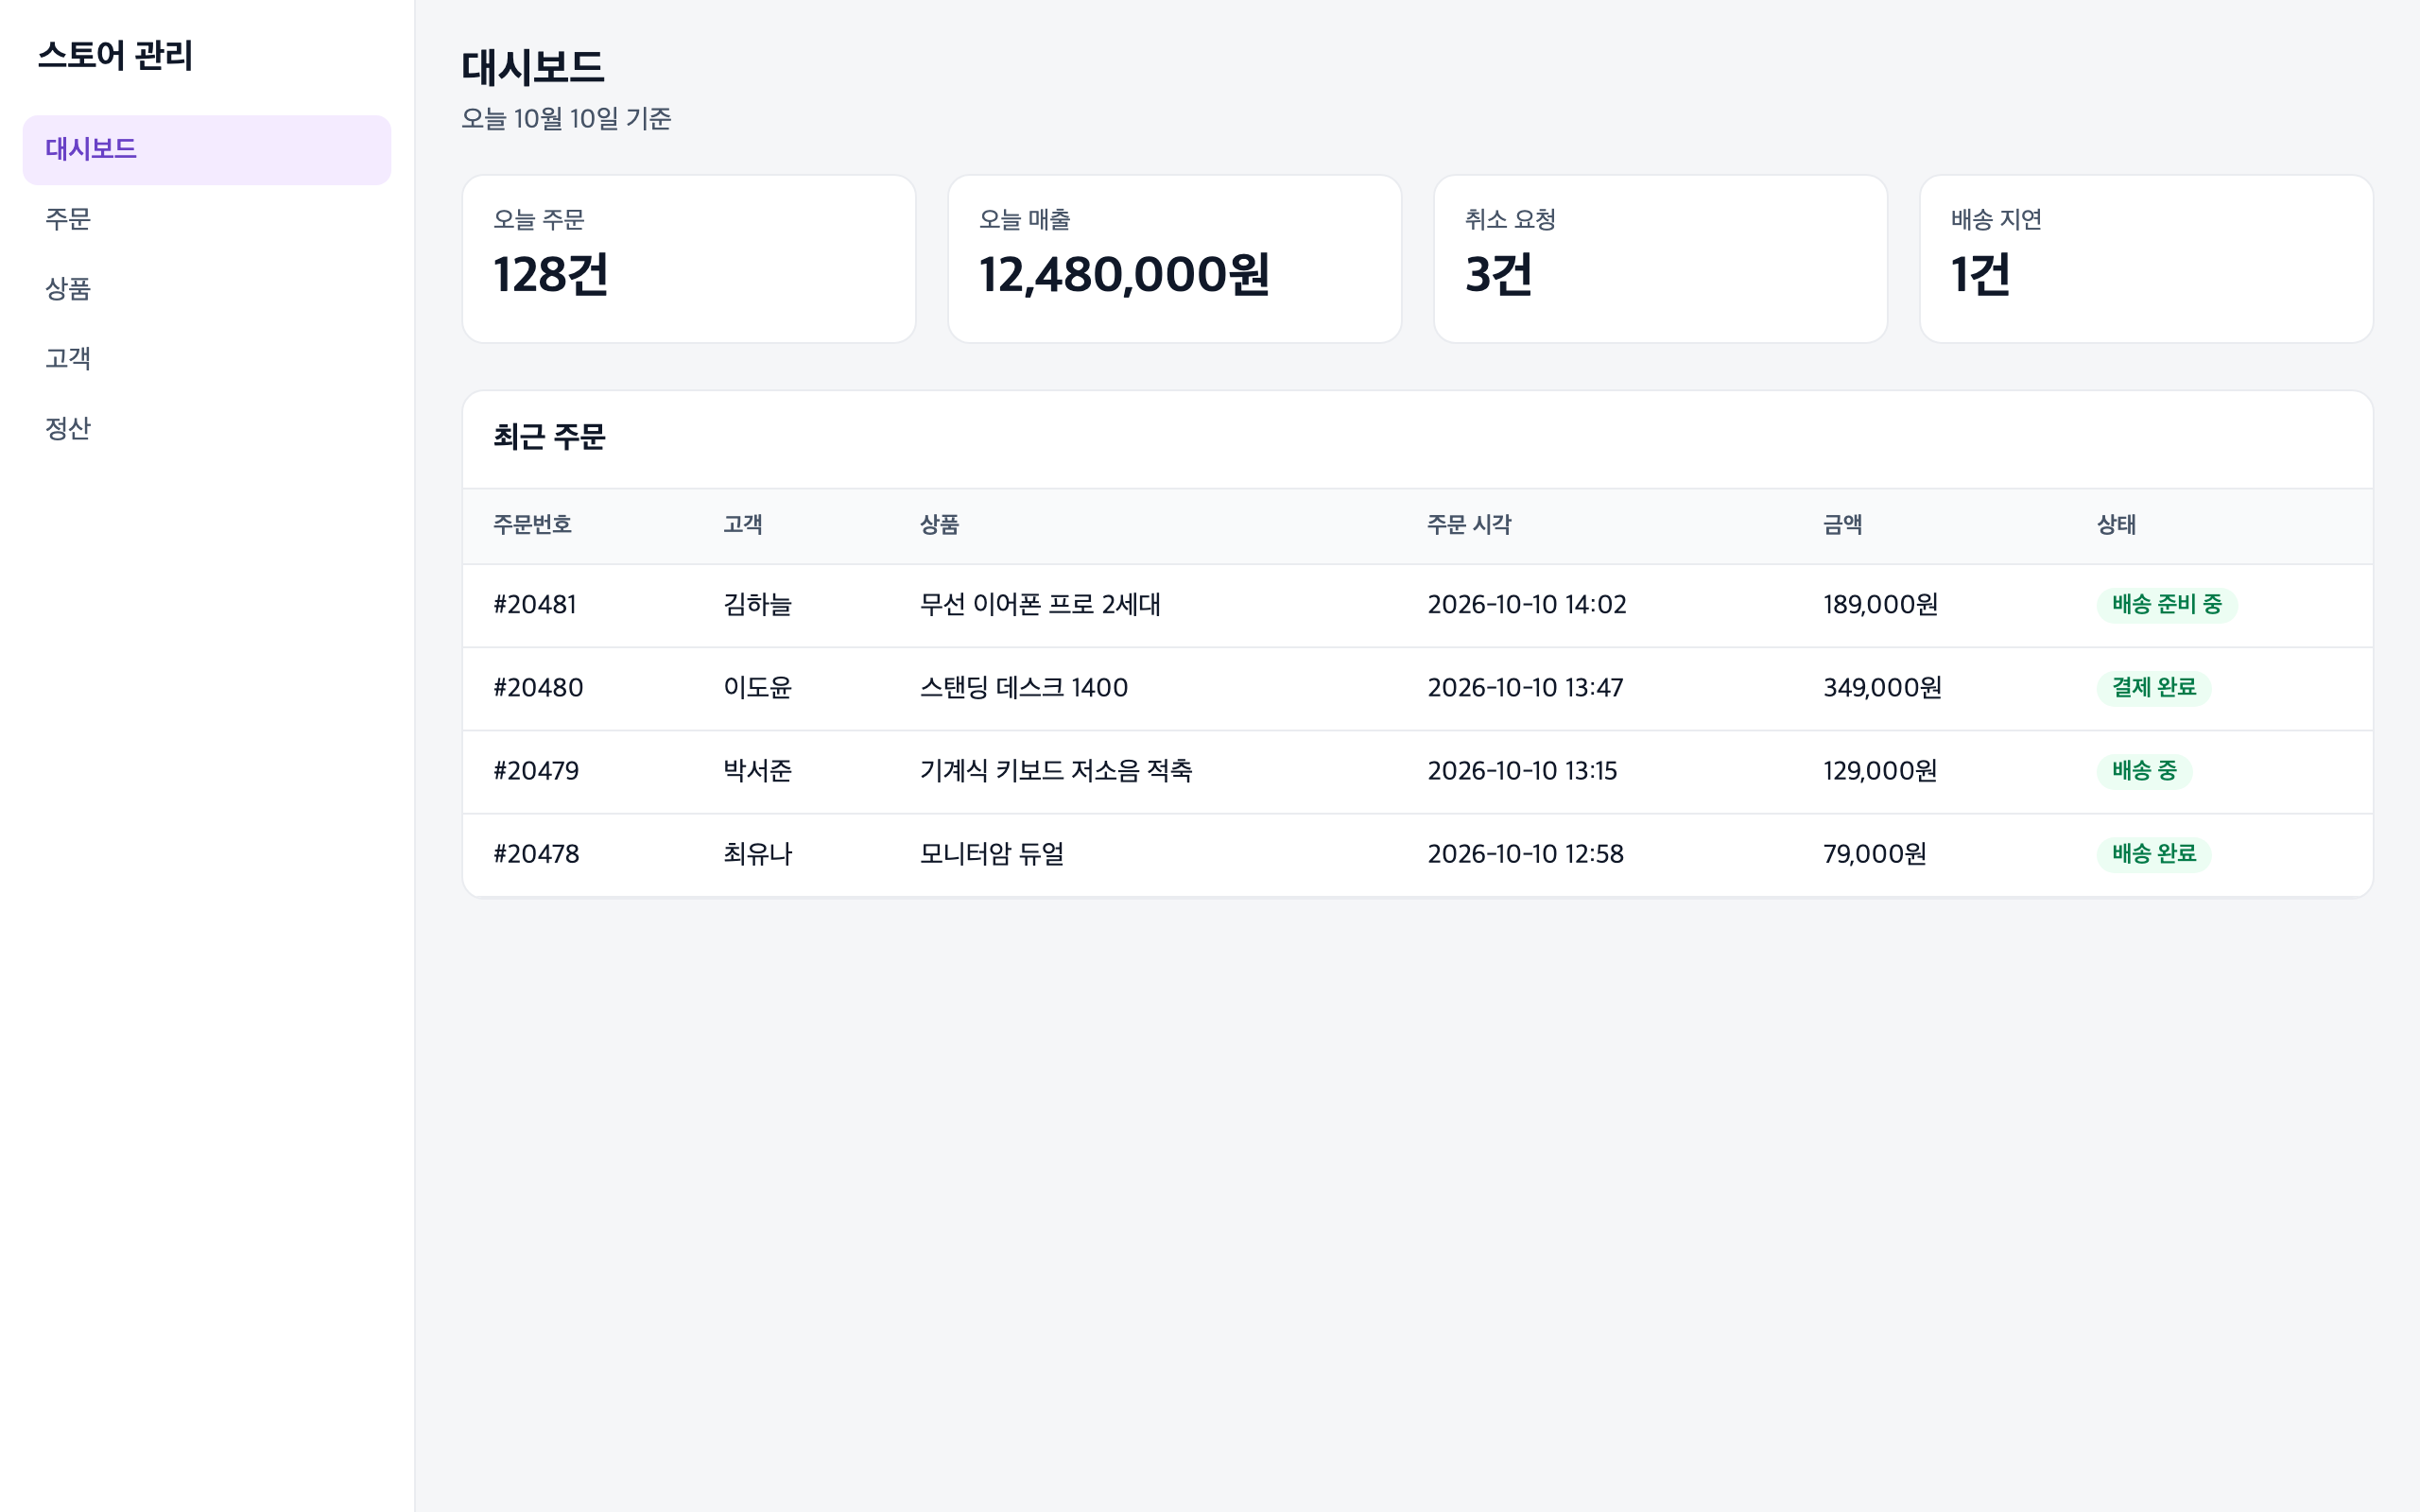 스토어 관리
대시보드
주문
상품
고객
정산
대시보드
오늘 10월 10일 기준
오늘 주문
128건
오늘 매출
12,480,000원
취소 요청
3건
배송 지연
1건
최근 주문
주문번호 고객 상품 주문 시각 금액 상태
#20481 김하늘 무선 이어폰 프로 2세대 2026-10-10 14:02 189,000원 배송 준비 중
#20480 이도윤 스탠딩 데스크 1400 2026-10-10 13:47 349,000원 결제 완료
#20479 박서준 기계식 키보드 저소음 적축 2026-10-10 13:15 129,000원 배송 중
#20478 최유나 모니터암 듀얼 2026-10-10 12:58 79,000원 배송 완료